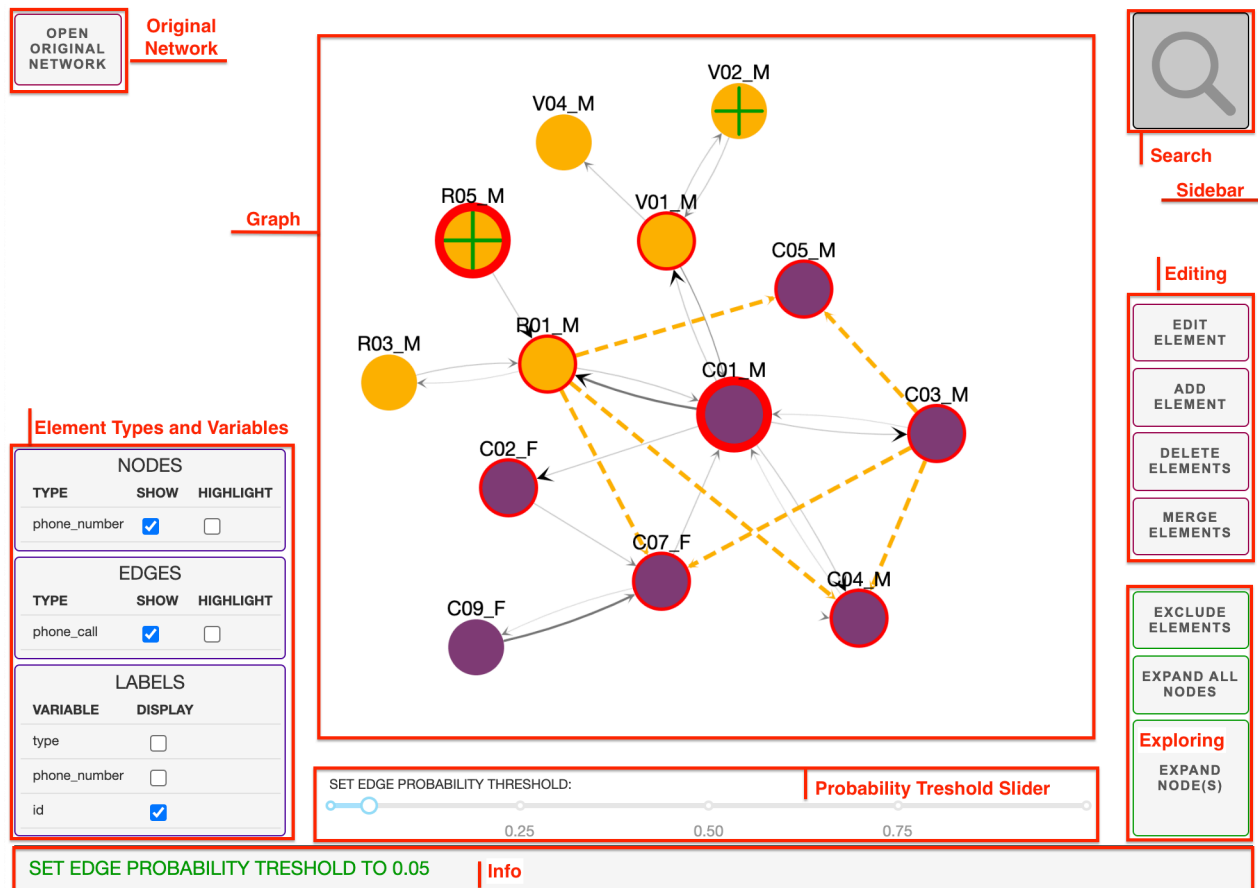 OPEN
ORIGINAL
NETWORK
Original
Network
Search
Sidebar
Graph
V02_M
V04_M
R05_M
V01_M
C05_M
R01_M
R03_M
C01_M
C03_M
C02_F
C07_F
C04_M
C09_F
Editing
EDIT
ELEMENT
ADD
ELEMENT
DELETE
ELEMENTS
MERGE
ELEMENTS
Element Types and Variables
NODES
TYPE SHOW HIGHLIGHT
phone_number
EDGES
TYPE SHOW HIGHLIGHT
phone_call
LABELS
VARIABLE DISPLAY
type
phone_number
id
EXCLUDE
ELEMENTS
EXPAND ALL
NODES
Exploring
EXPAND
NODE(S)
SET EDGE PROBABILITY THRESHOLD:
Probability Treshold Slider
0.25 0.50 0.75
SET EDGE PROBABILITY TRESHOLD TO 0.05
Info